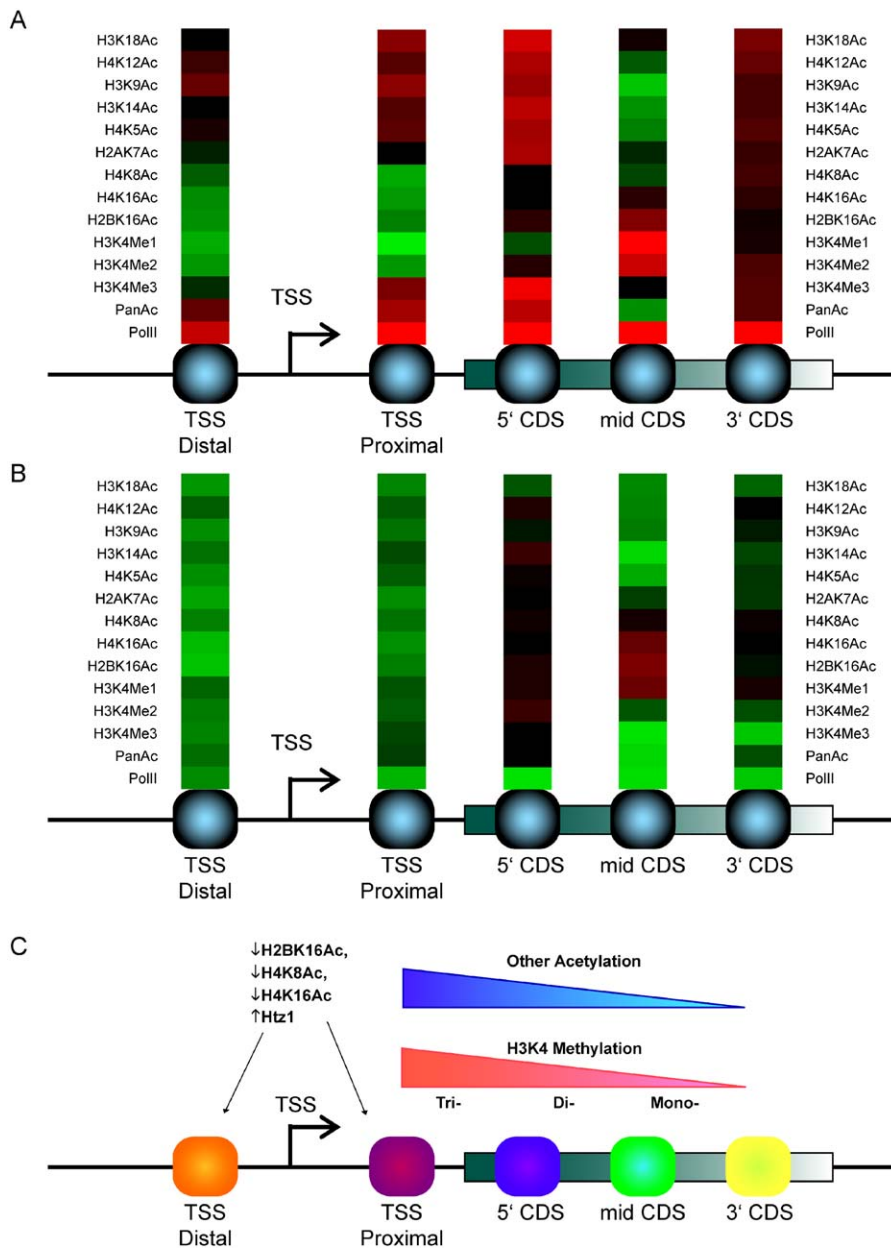 A
H3K18Ac H3K18Ac
H4K12Ac H4K12Ac
H3K9Ac H3K9Ac
H3K14Ac H3K14Ac
H4K5Ac H4K5Ac
H2AK7Ac H2AK7Ac
H4K8Ac H4K8Ac
H4K16Ac H4K16Ac
H2BK16Ac H2BK16Ac
H3K4Me1 H3K4Me1
H3K4Me2 H3K4Me2
H3K4Me3 H3K4Me3
TSS
PanAc PanAc
PolII PolII
TSS TSS 5‘ CDS mid CDS 3‘ CDS
Distal Proximal
B
H3K18Ac H3K18Ac
H4K12Ac H4K12Ac
H3K9Ac H3K9Ac
H3K14Ac H3K14Ac
H4K5Ac H4K5Ac
H2AK7Ac H2AK7Ac
H4K8Ac H4K8Ac
H4K16Ac H4K16Ac
H2BK16Ac H2BK16Ac
H3K4Me1 H3K4Me1
H3K4Me2 H3K4Me2
H3K4Me3 H3K4Me3
TSS
PanAc PanAc
PolII PolII
TSS TSS 5‘ CDS mid CDS 3‘ CDS
Distal Proximal
C
↓H2BK16Ac,
↓H4K8Ac,
↓H4K16Ac
↑Htz1
Other Acetylation
H3K4 Methylation
Tri- Di- Mono-
TSS
TSS TSS 5‘ CDS mid CDS 3‘ CDS
Distal Proximal